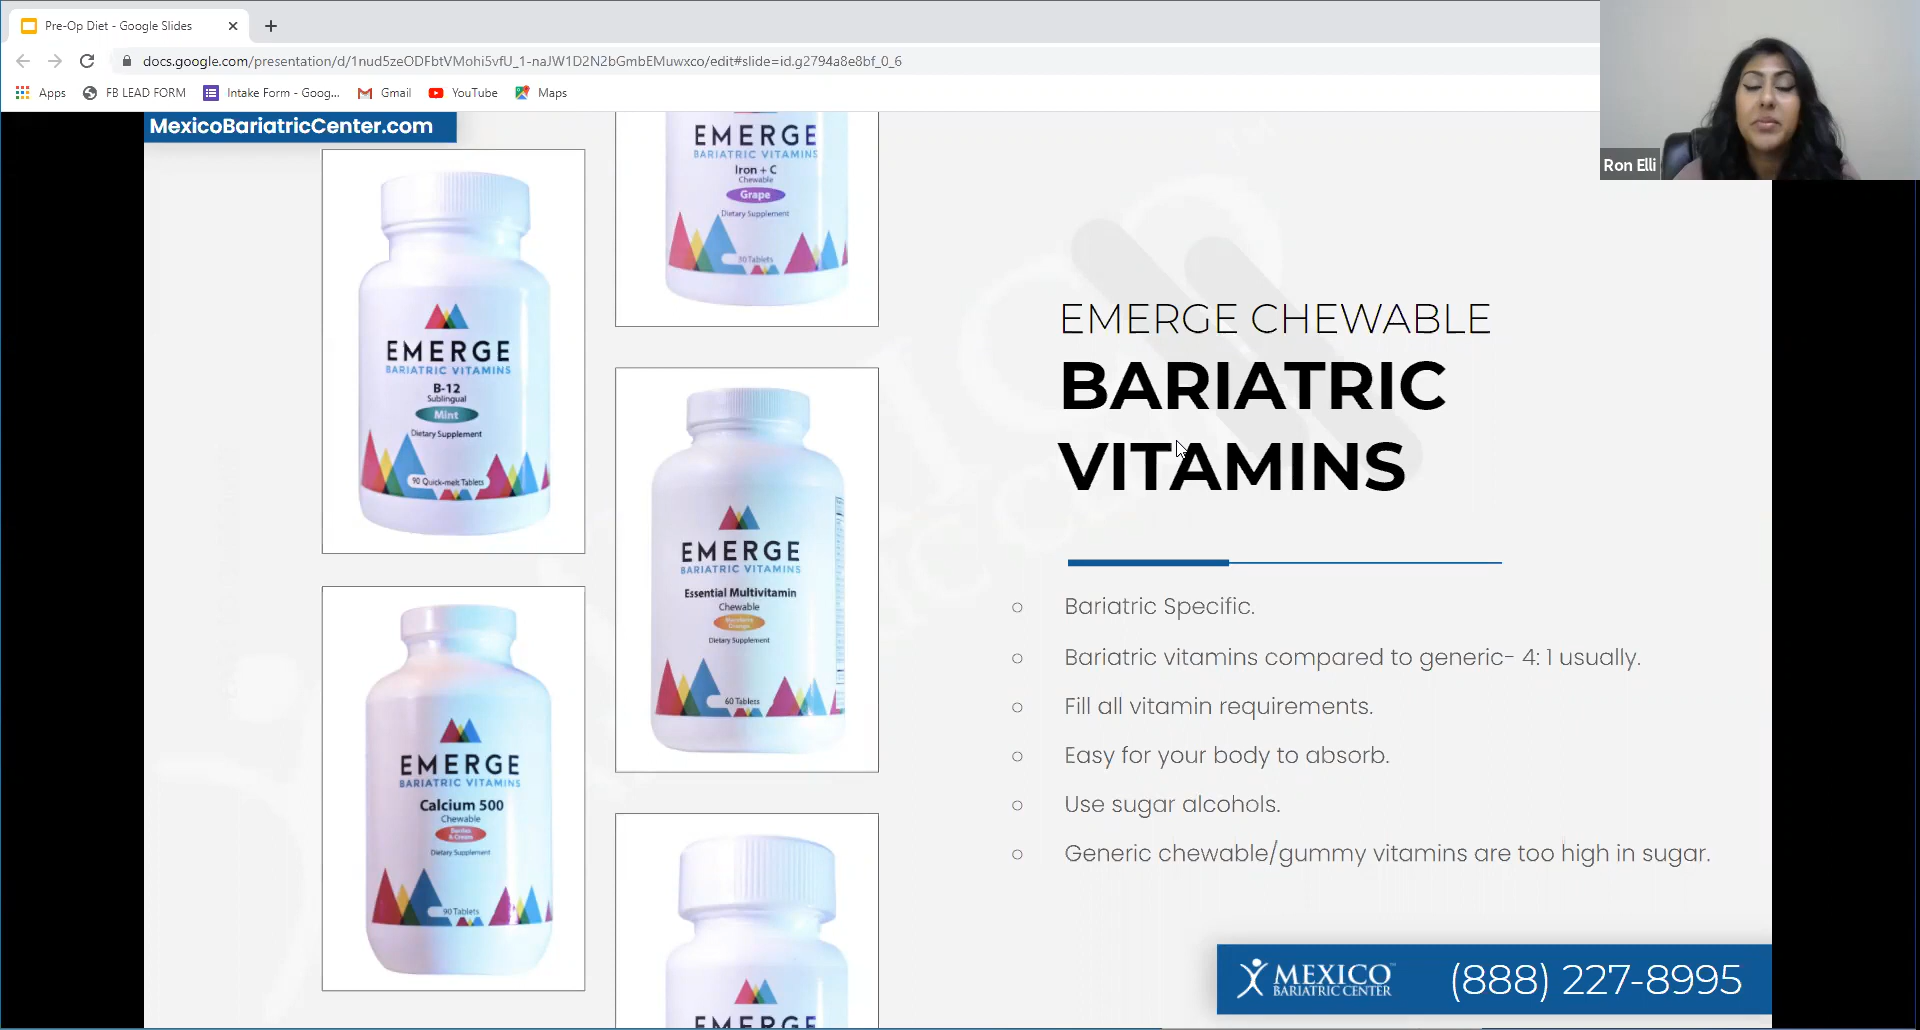 Pre-Op Diet - Google Slides
docs.google.com/presentation/d/1nud5zeODFbtVMohi5vfU_1-naJW1D2N2bGmbEMuwxco/edit#slide=id.g2794a8e8bf_0_6
Apps
FB LEAD FORM
Intake Form - Goog...
Gmail
YouTube
Maps
Ron Elli
MexicoBariatricCenter.com
EMERGE
BARIATRIC VITAMINS
Iron + C
Chewable
Grape
Dietary Supplement
Tablets
EMERGE
BARIATRIC VITAMINS
B-12
Sublingual
Mint
Dietary Supplement
90 Quick-melt Tablets
EMERGE
BARIATRIC VITAMINS
Essential Multivitamin
Chewable
Dietary Supplement
60 Tablets
EMERGE
BARIATRIC VITAMINS
Calcium 500
Chewable
Dietary Supplement
90 Tablets
EMERGE
EMERGE CHEWABLE
BARIATRIC
VITAMINS
Bariatric Specific.
Bariatric vitamins compared to generic- 4: 1 usually.
Fill all vitamin requirements.
Easy for your body to absorb.
Use sugar alcohols.
Generic chewable/gummy vitamins are too high in sugar.
MEXICO
BARIATRIC CENTER
(888) 227-8995